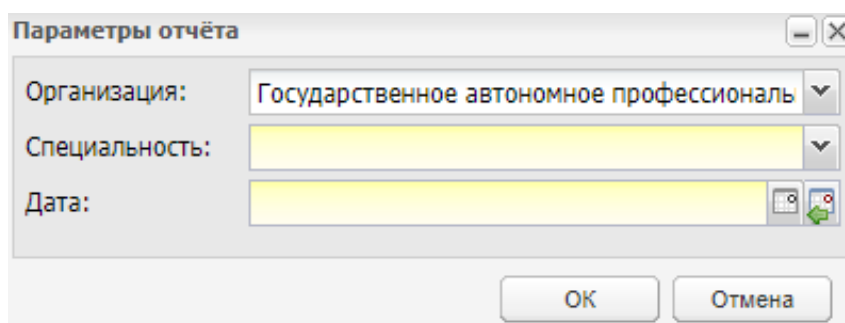 Параметры отчёта
Организация: Государственное автономное профессиональ
Специальность:
Дата:
ОК Отмена